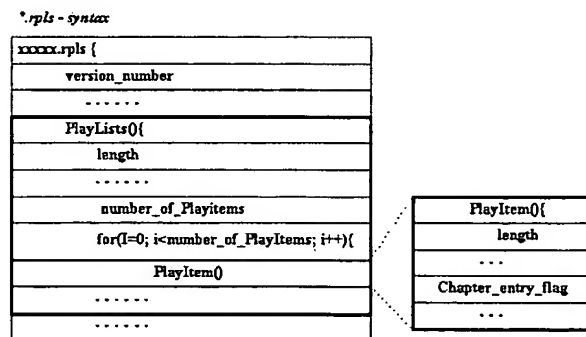 *.rpls - syntax
xxxxx.rpls {
version_number
. . . . . .
PlayLists(){
length
. . . . . .
number_of_Playitems
for(I=0; i<number_of_PlayItems; i++){
PlayItem()
. . . . . .
. . . . . .
PlayItem(){
length
. . .
Chapter_entry_flag
. . .